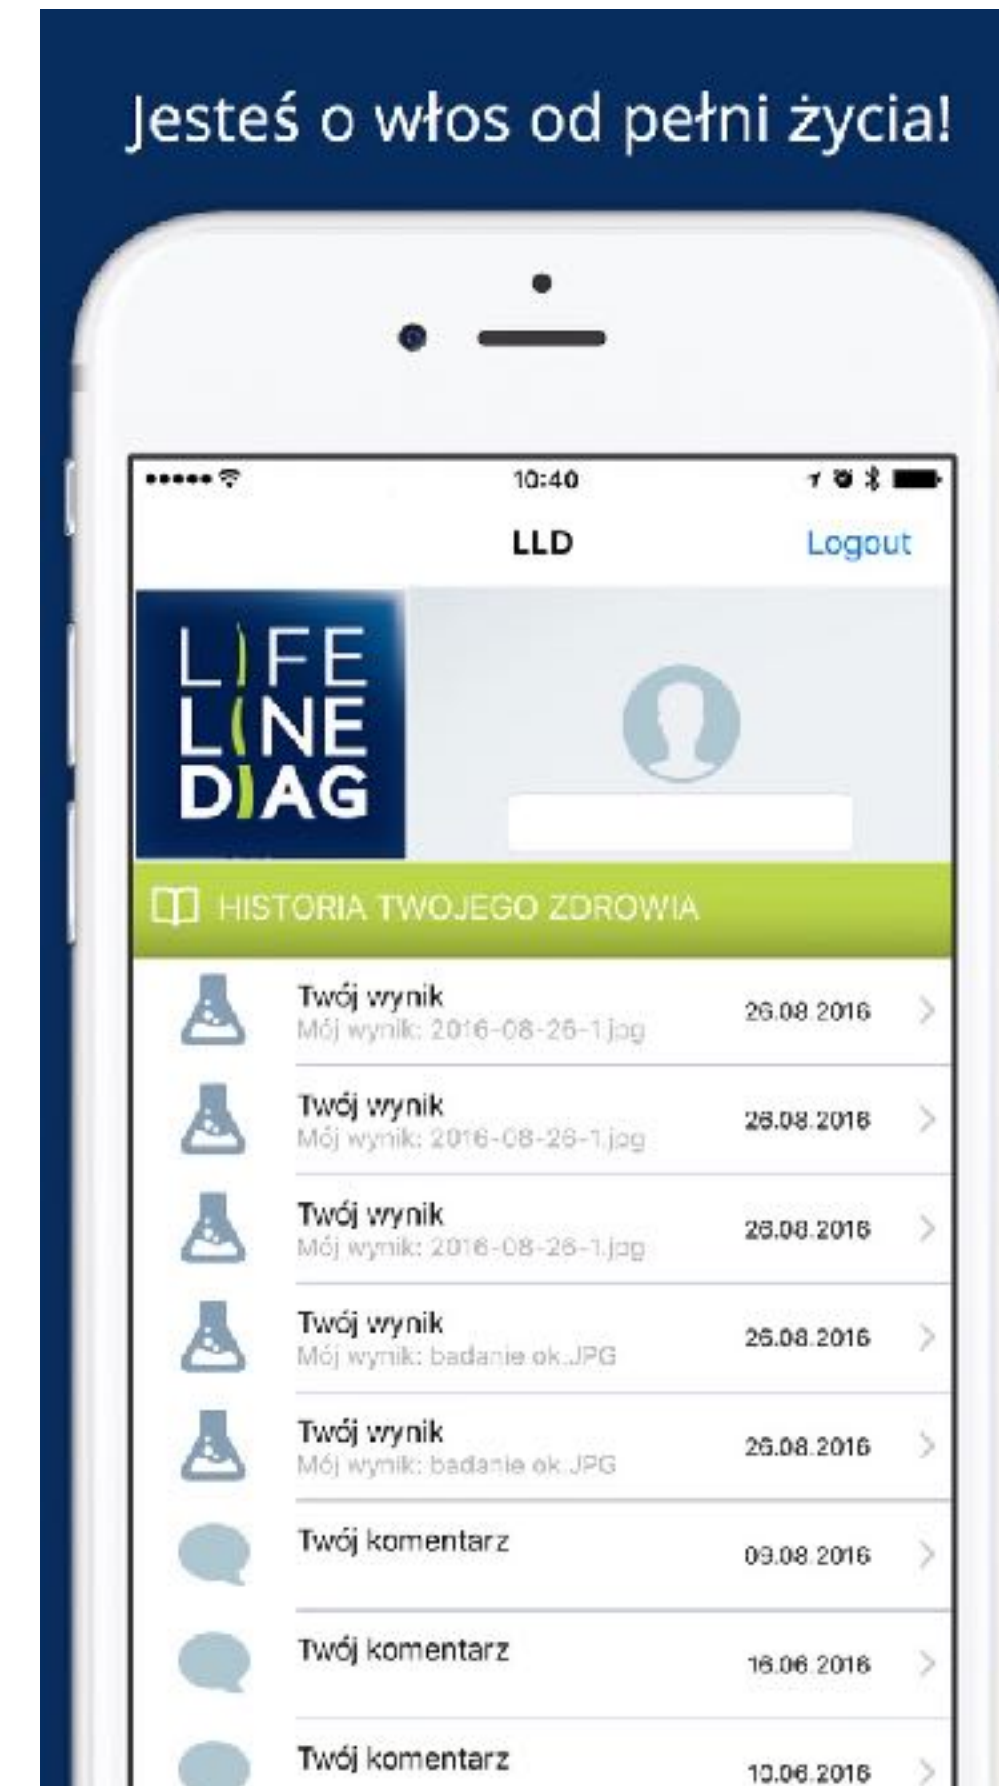 Jesteś o włos od pełni życia!
10:40
LLD
Logout
LIFE
LINE
DIAG
HISTORIA TWOJEGO ZDROWIA
Twój wynik
26.08.2016
Mój wynik: 2016-08-26-1.jpg
Twój wynik
26.08.2016
Mój wynik: 2016-08-26-1.jpg
Twój wynik
26.08.2016
Mój wynik: 2016-08-26-1.jpg
Twój wynik
26.08.2016
Mój wynik: badanie ok.JPG
Twój wynik
26.08.2016
Mój wynik: badanie ok.JPG
Twój komentarz
09.08.2016
Twój komentarz
16.06.2016
Twój komentarz
10.06.2016